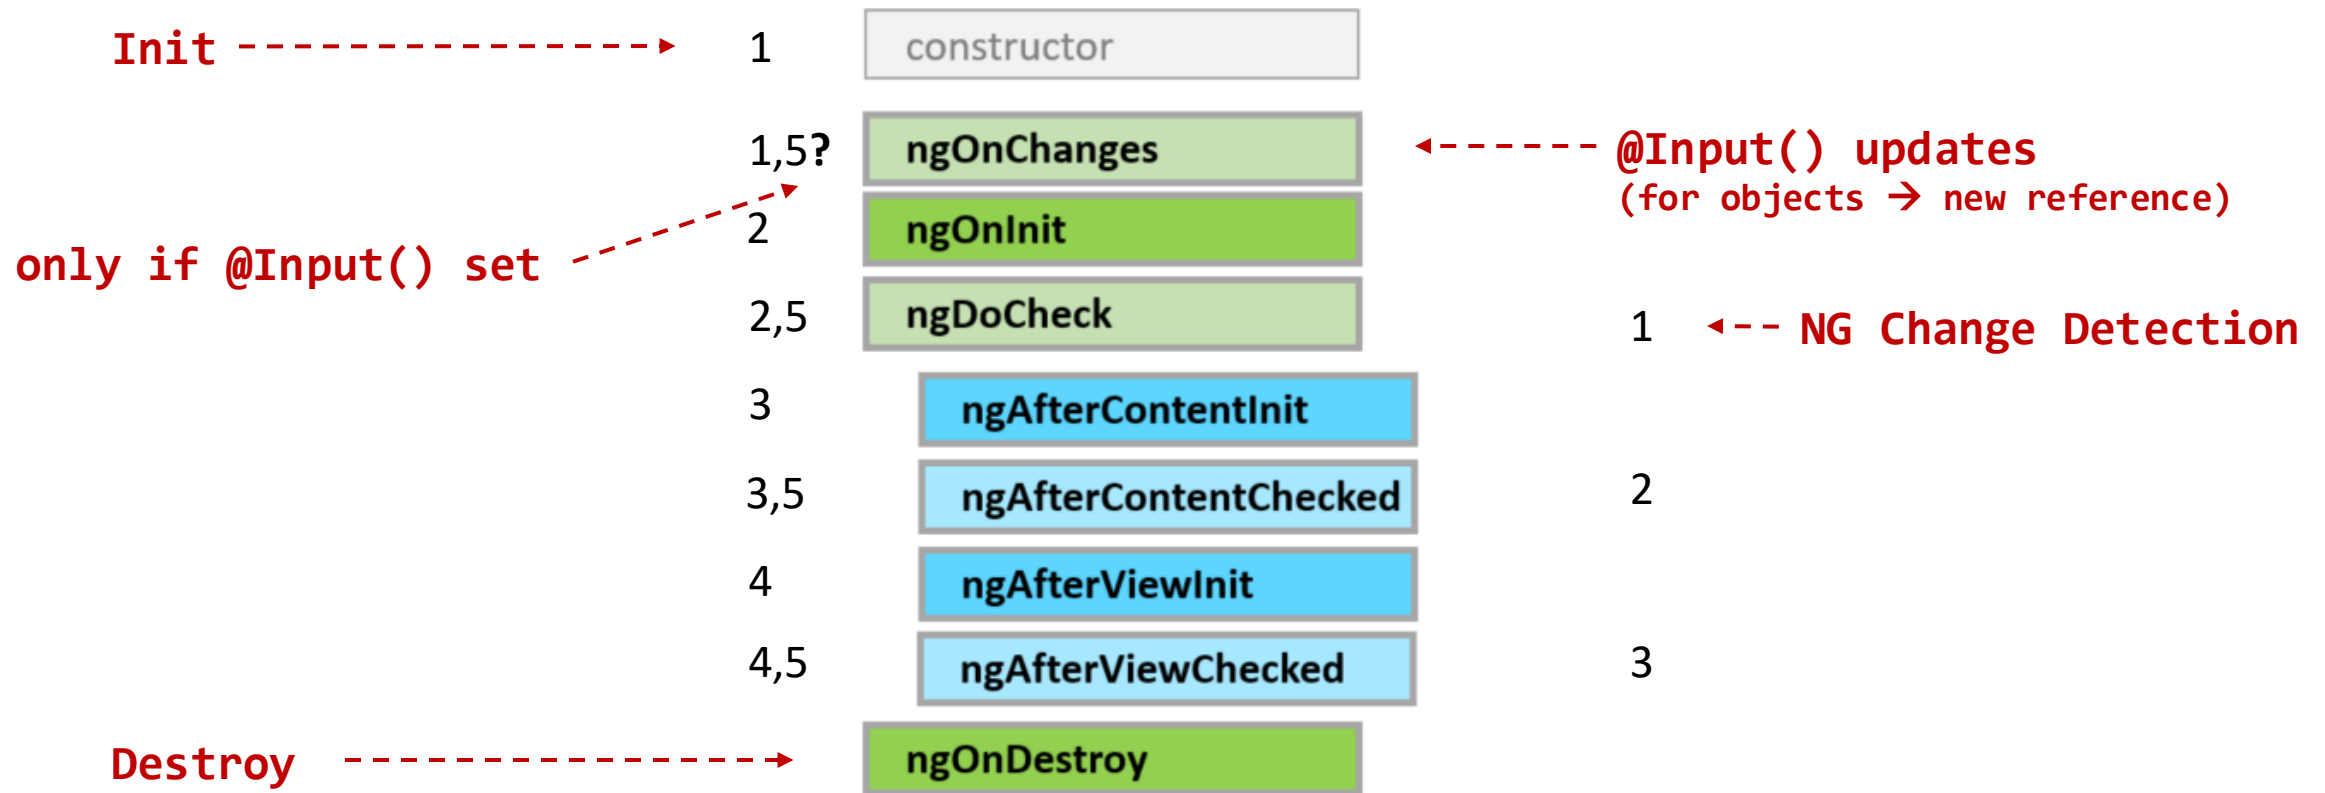 Init 1 constructor
1,5? ngOnChanges @Input() updates
(for objects → new reference)
2 ngOnInit
only if @Input() set
2,5 ngDoCheck 1 NG Change Detection
3 ngAfterContentInit
3,5 ngAfterContentChecked 2
4 ngAfterViewInit
4,5 ngAfterViewChecked 3
Destroy ngOnDestroy